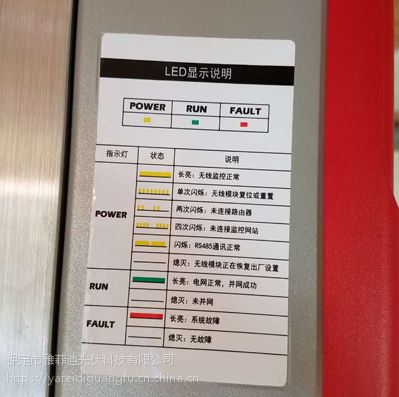 LED显示说明
POWER RUN FAULT
指示灯 状态 说明
POWER
长亮：无线监控正常
单次闪烁：无线模块复位或重置
两次闪烁：未连接路由器
四次闪烁：未连接监控网站
闪烁：RS485通讯正常
熄灭：无线模块正在恢复出厂设置
RUN
长亮：电网正常，并网成功
熄灭：未并网
FAULT
长亮：系统故障
熄灭：无故障
保定市雅菲迪光伏科技有限公司
https://yafeidiguangfu.cn.china.cn